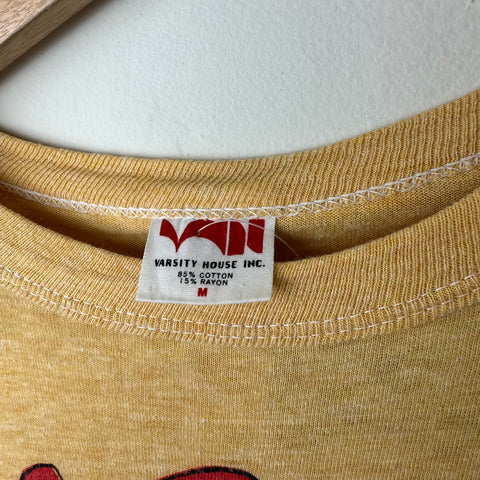 VARSITY HOUSE INC.
85% COTTON
15% RAYON
M